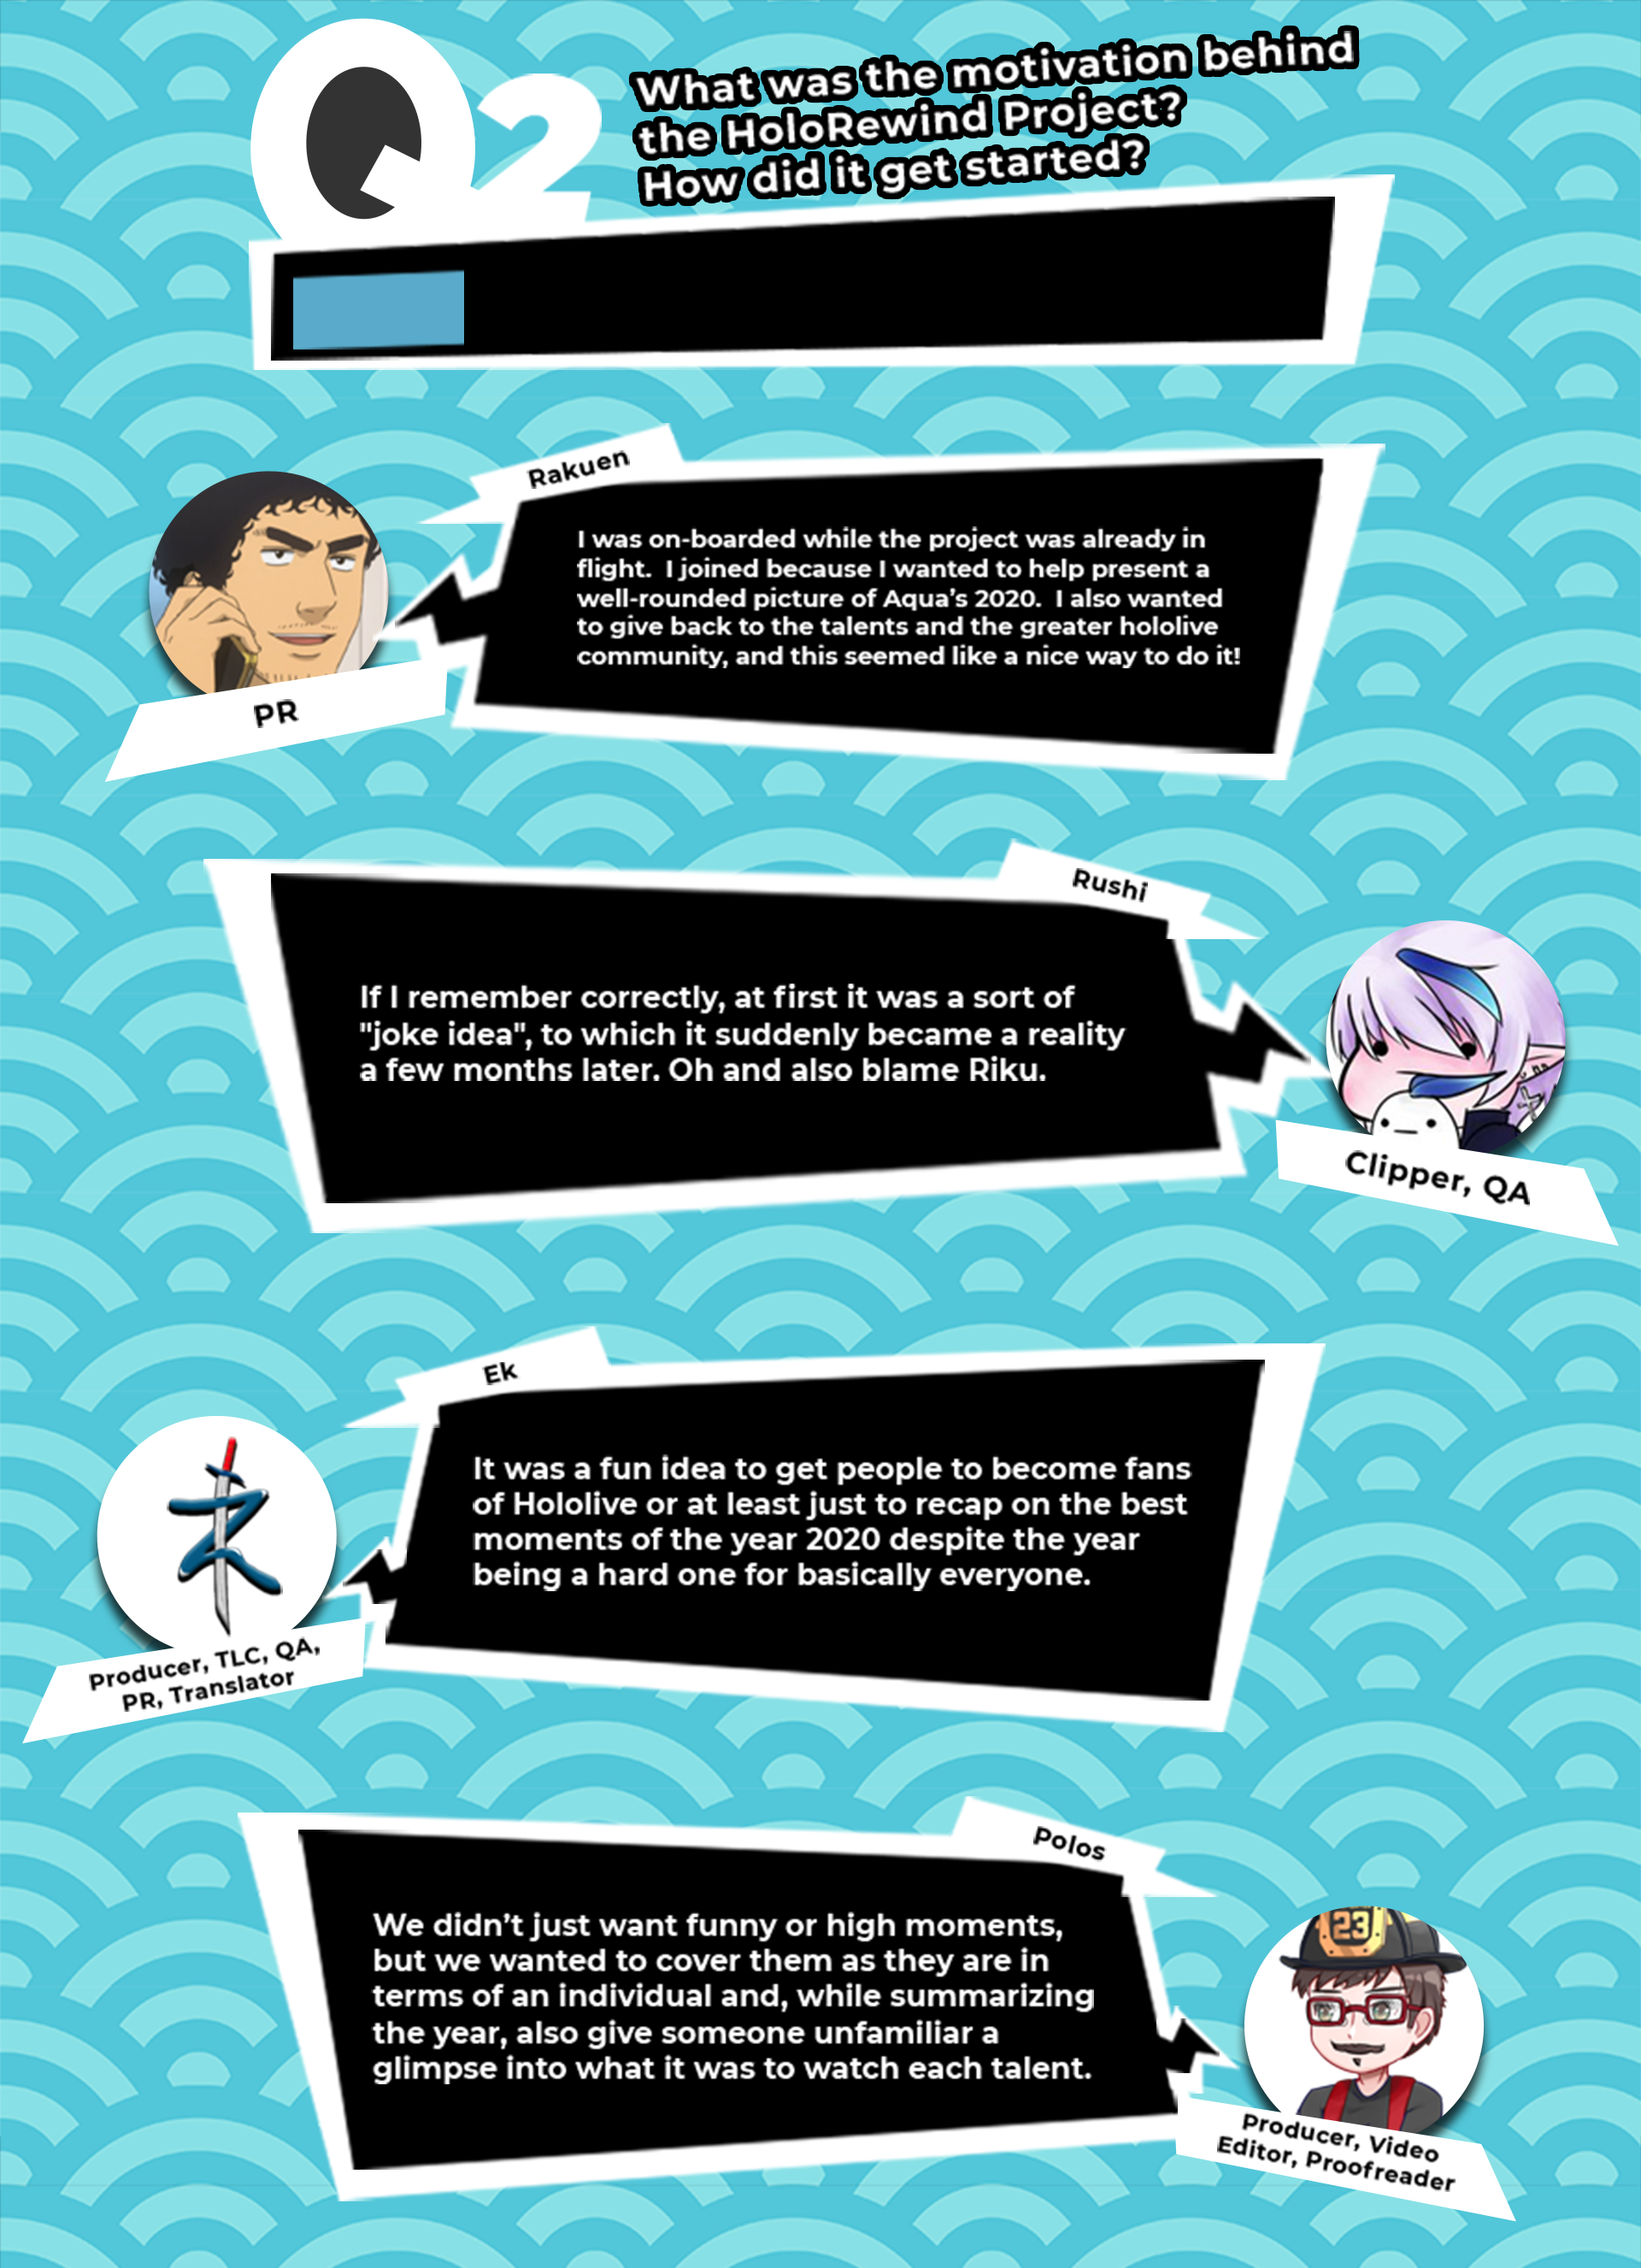 Q2
What was the motivation behind
the HoloRewind Project?
How did it get started?
Rakuen
I was on-boarded while the project was already in
flight.  I joined because I wanted to help present a
well-rounded picture of Aqua’s 2020.  I also wanted
to give back to the talents and the greater hololive
community, and this seemed like a nice way to do it!
PR
Rushi
If I remember correctly, at first it was a sort of
"joke idea", to which it suddenly became a reality
a few months later. Oh and also blame Riku.
Clipper, QA
Ek
It was a fun idea to get people to become fans
of Hololive or at least just to recap on the best
moments of the year 2020 despite the year
being a hard one for basically everyone.
Producer, TLC, QA,
PR, Translator
Polos
We didn’t just want funny or high moments,
but we wanted to cover them as they are in
terms of an individual and, while summarizing
the year, also give someone unfamiliar a
glimpse into what it was to watch each talent.
23
Producer, Video
Editor, Proofreader